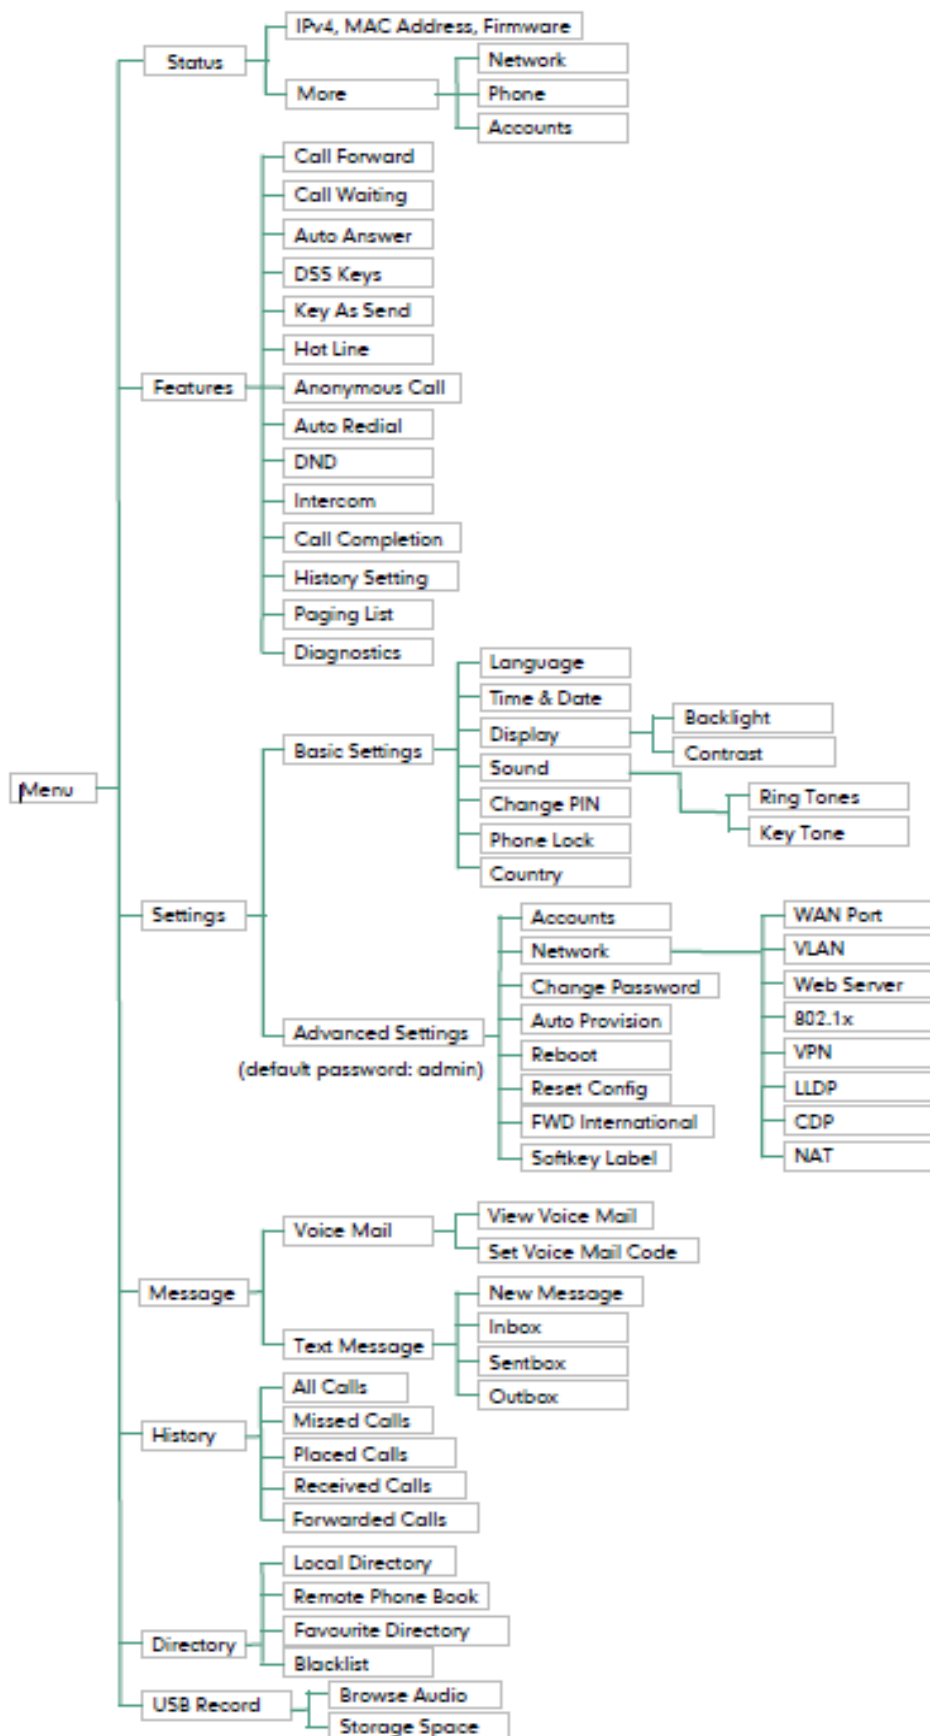 IPv4, MAC Address, Firmware
Status
More
Network
Phone
Accounts
Call Forward
Call Waiting
Auto Answer
DSS Keys
Key As Send
Hot Line
Features
Anonymous Call
Auto Redial
DND
Intercom
Call Completion
History Setting
Paging List
Diagnostics
Language
Time & Date
Display
Backlight
Contrast
Basic Settings
Sound
Ring Tones
Key Tone
Change PIN
Phone Lock
Country
Menu
Settings
Accounts
Network
WAN Port
VLAN
Web Server
802.1x
VPN
LLDP
CDP
NAT
Change Password
Auto Provision
Advanced Settings
(default password: admin)
Reboot
Reset Config
FWD International
Softkey Label
Voice Mail
View Voice Mail
Set Voice Mail Code
Message
Text Message
New Message
Inbox
Sentbox
Outbox
All Calls
Missed Calls
History
Placed Calls
Received Calls
Forwarded Calls
Local Directory
Remote Phone Book
Favourite Directory
Directory
Blacklist
USB Record
Browse Audio
Storage Space